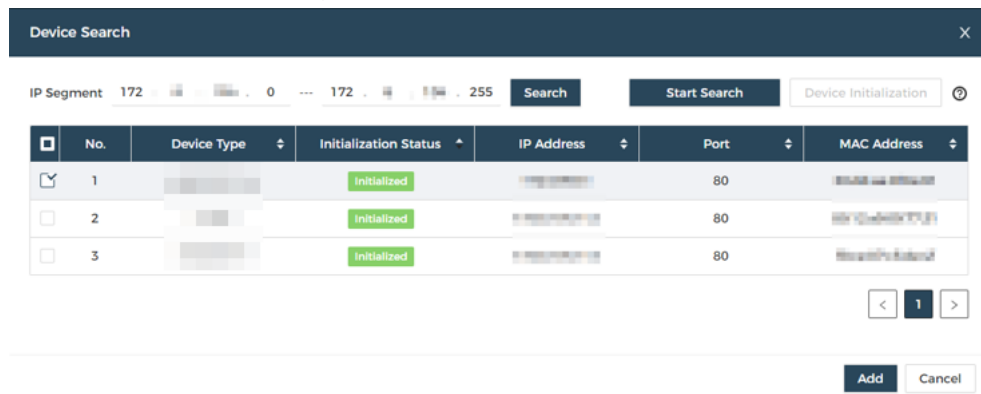 Device Search X
IP Segment 172 . . . 0 --- 172 . . . 255 Search Start Search Device Initialization ?
No. Device Type Initialization Status IP Address Port MAC Address
1 Initialized 80
2 Initialized 80
3 Initialized 80
< 1 >
Add Cancel